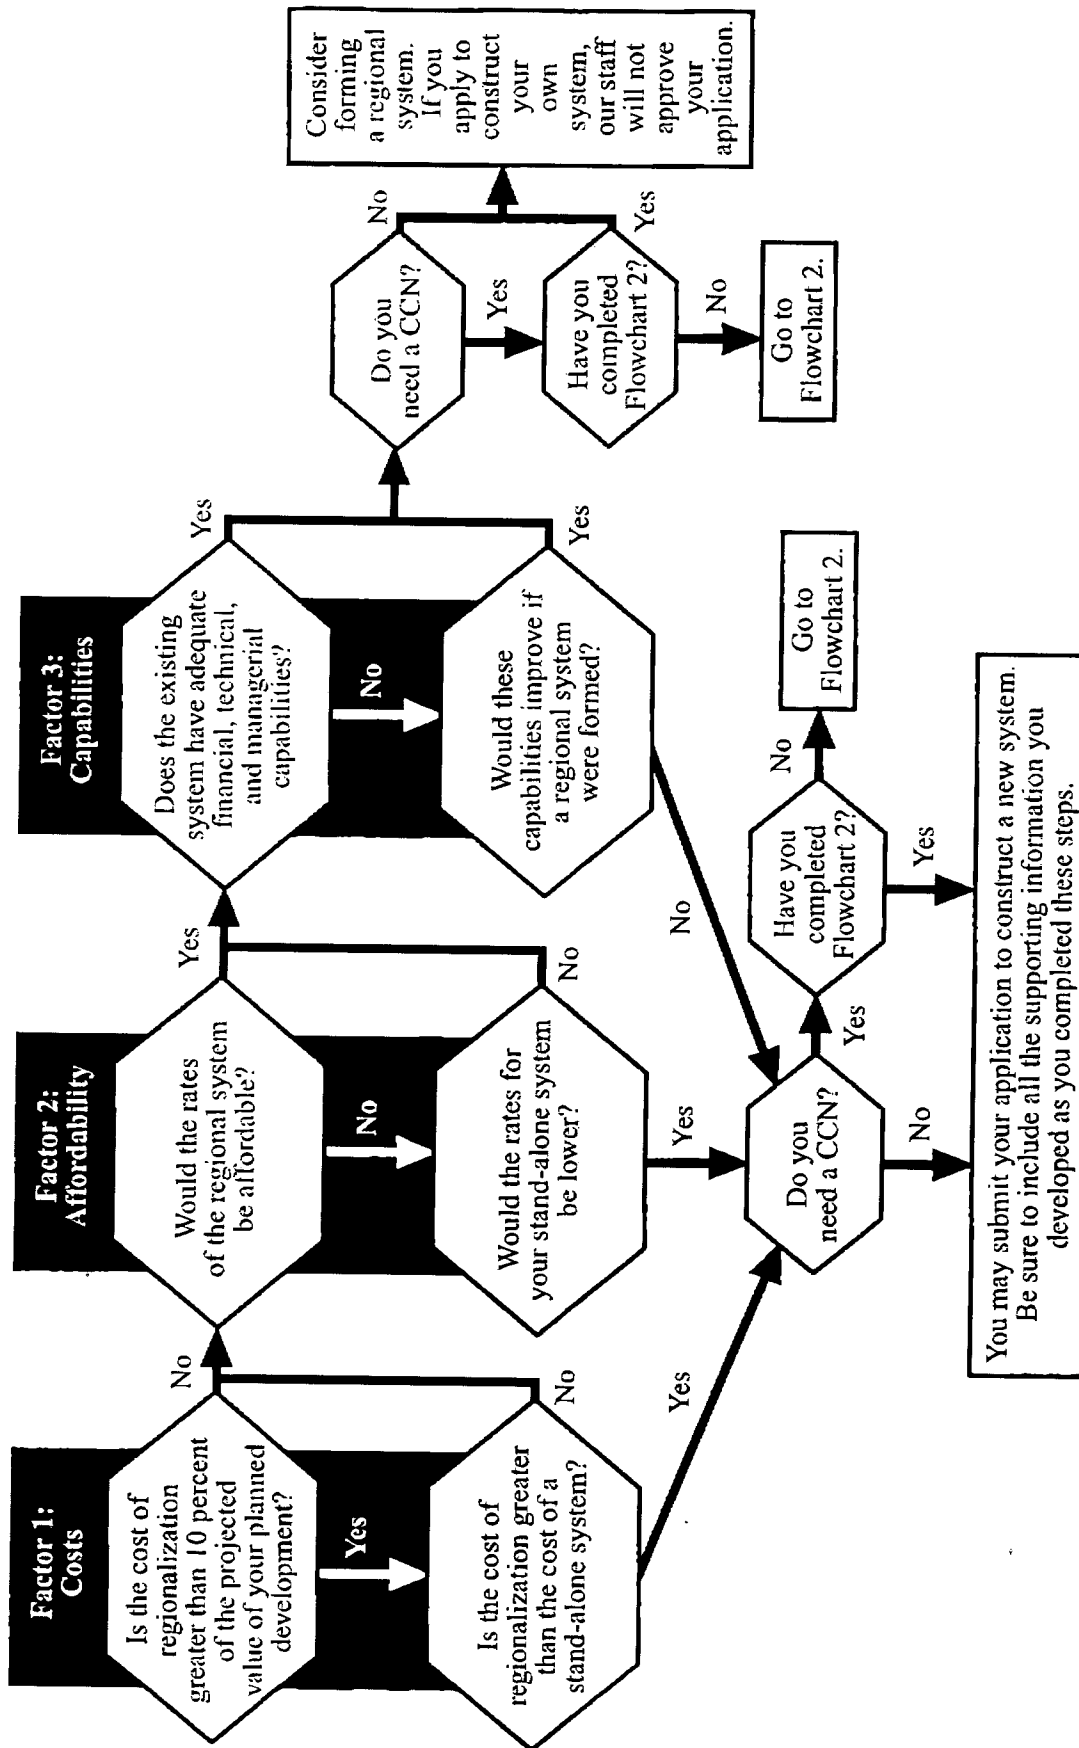 Factor 1:
Costs
Is the cost of
regionalization
greater than 10 percent
of the projected
value of your planned
development?
Yes
No
Is the cost of
regionalization greater
than the cost of a
stand-alone system?
No
Yes
Factor 2:
Affordability
Would the rates
of the regional system
be affordable?
No
Yes
Would the rates for
your stand-alone system
be lower?
No
Yes
Factor 3:
Capabilities
Does the existing
system have adequate
financial, technical,
and managerial
capabilities?
No
Yes
Would these
capabilities improve if
a regional system
were formed?
Yes
No
Do you
need a CCN?
No
Yes
Have you
completed
Flowchart 2?
Yes
No
Go to
Flowchart 2.
Consider
forming
a regional
system.
If you
apply to
construct
your
own
system,
our staff
will not
approve
your
application.
Do you
need a CCN?
Yes
No
Have you
completed
Flowchart 2?
No
Yes
Go to
Flowchart 2.
You may submit your application to construct a new system.
Be sure to include all the supporting information you
developed as you completed these steps.